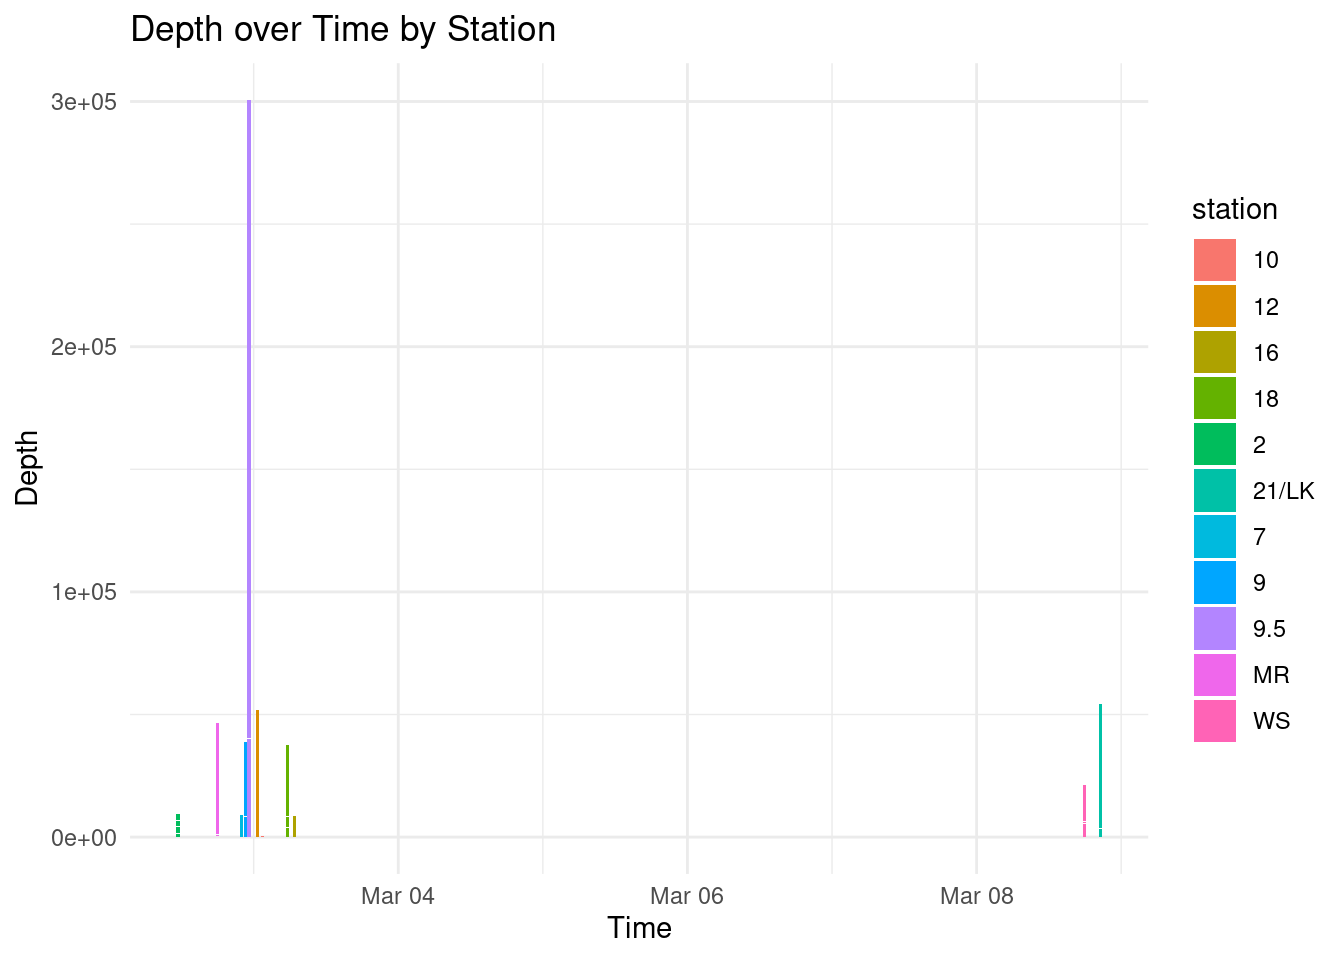 Depth over Time by Station
3e+05
2e+05
1e+05
0e+00
Depth
Mar 04
Mar 06
Mar 08
Time
station
10
12
16
18
2
21/LK
7
9
9.5
MR
WS